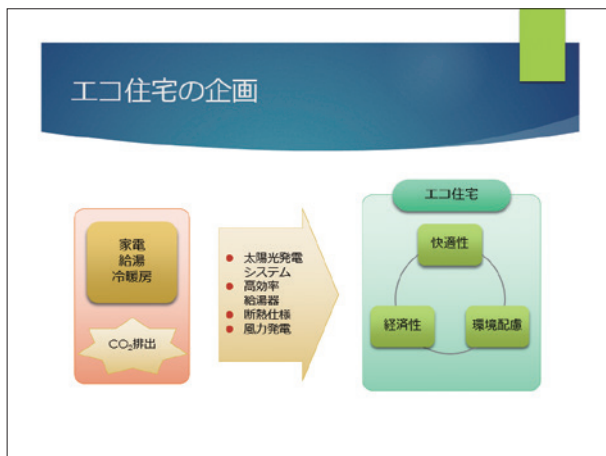 エコ住宅の企画
家電
給湯
冷暖房
CO₂排出
● 太陽光発電
システム
● 高効率
給湯器
● 断熱仕様
● 風力発電
エコ住宅
快適性
経済性
環境配慮